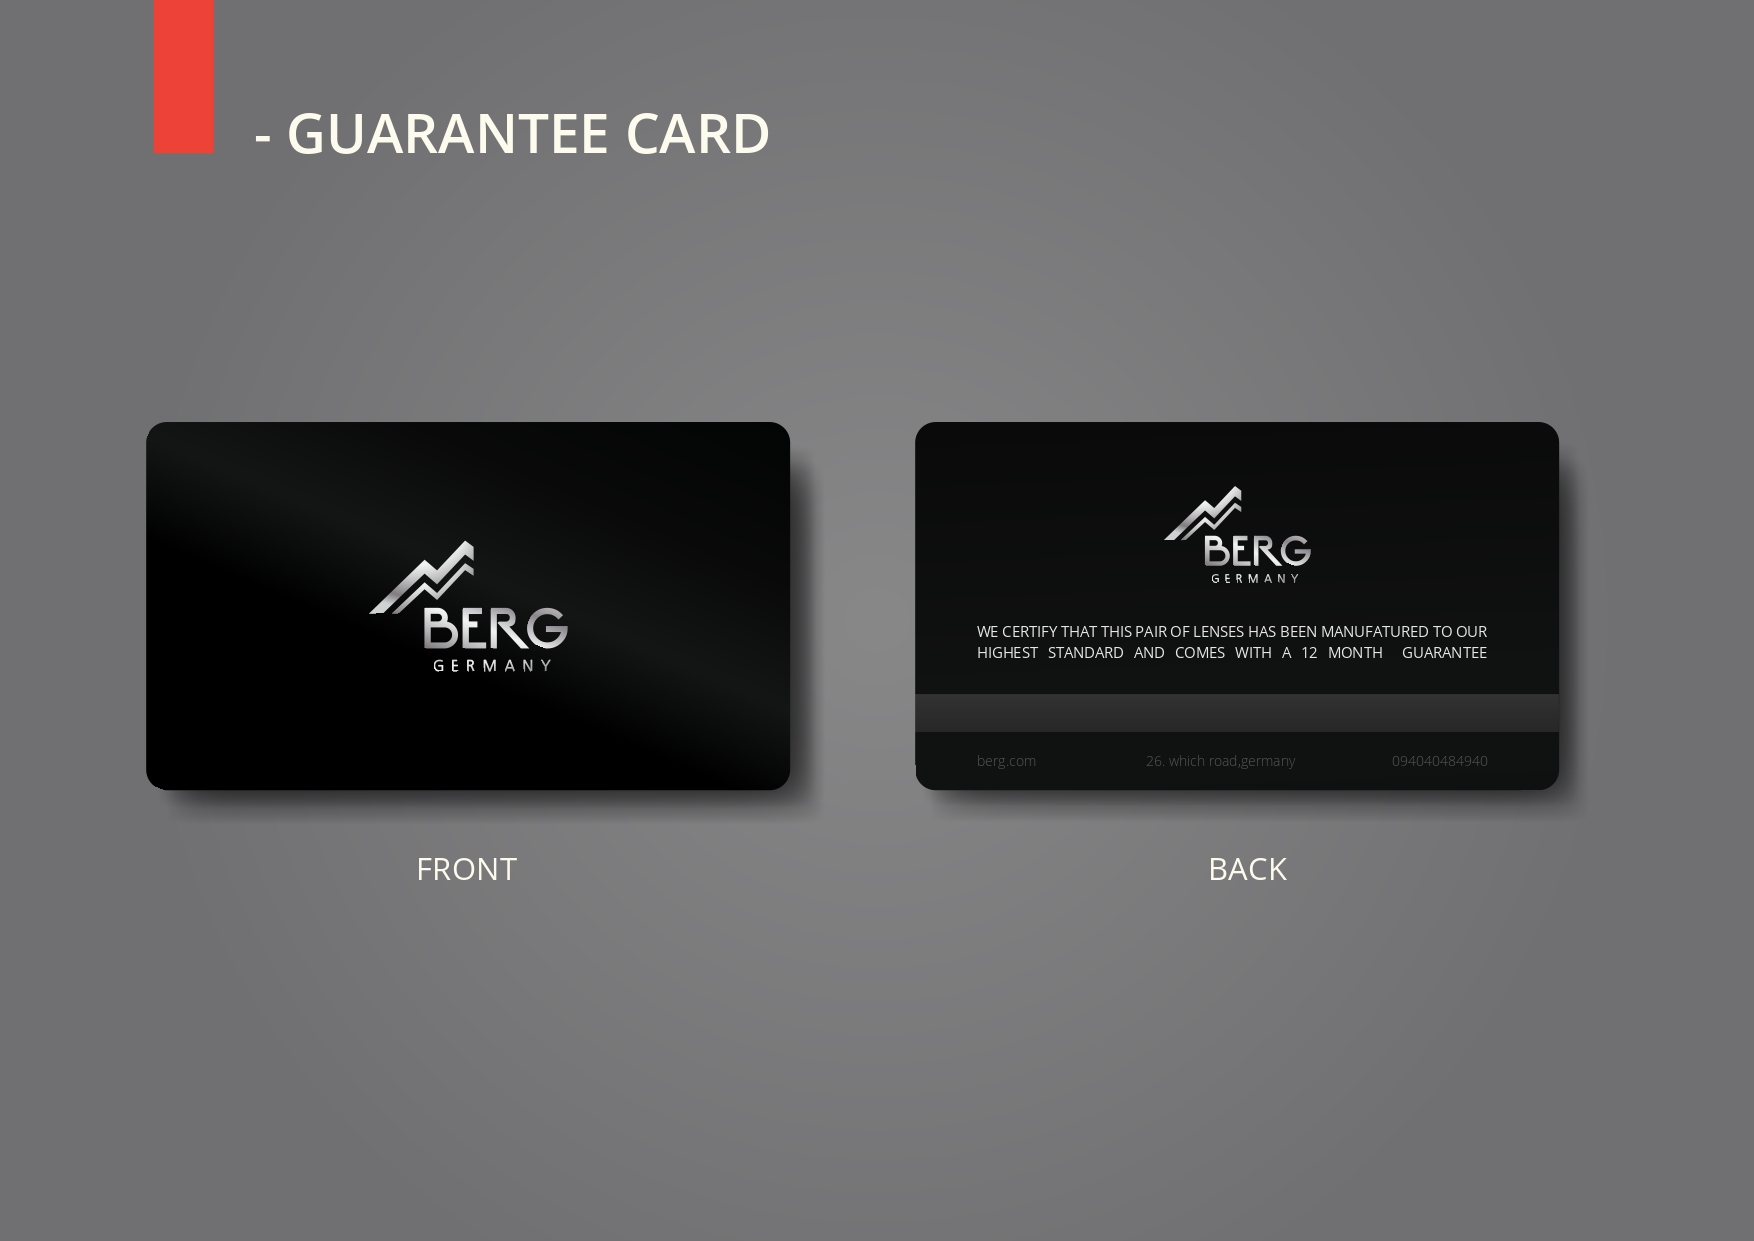 - GUARANTEE CARD
BERG
GERMANY
FRONT
BERG
GERMANY
WE CERTIFY THAT THIS PAIR OF LENSES HAS BEEN MANUFATURED TO OUR
HIGHEST STANDARD AND COMES WITH A 12 MONTH GUARANTEE
berg.com 26. which road,germany 094040484940
BACK